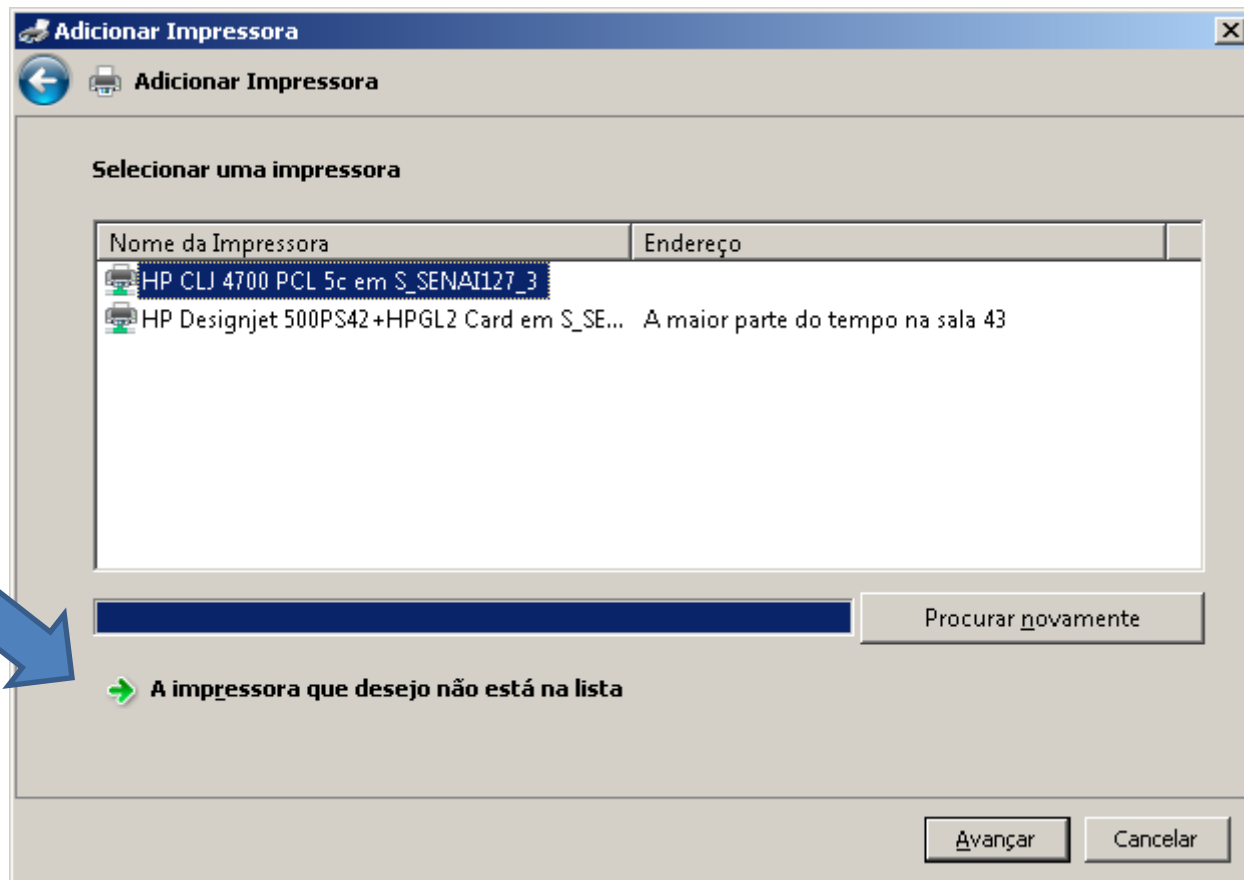 Adicionar Impressora
Adicionar Impressora
Selecionar uma impressora
Nome da Impressora Endereço
HP CLJ 4700 PCL 5c em S_SENAI127_3
HP Designjet 500PS42+HPGL2 Card em S_SE... A maior parte do tempo na sala 43
Procurar novamente
A impressora que desejo não está na lista
Avançar Cancelar